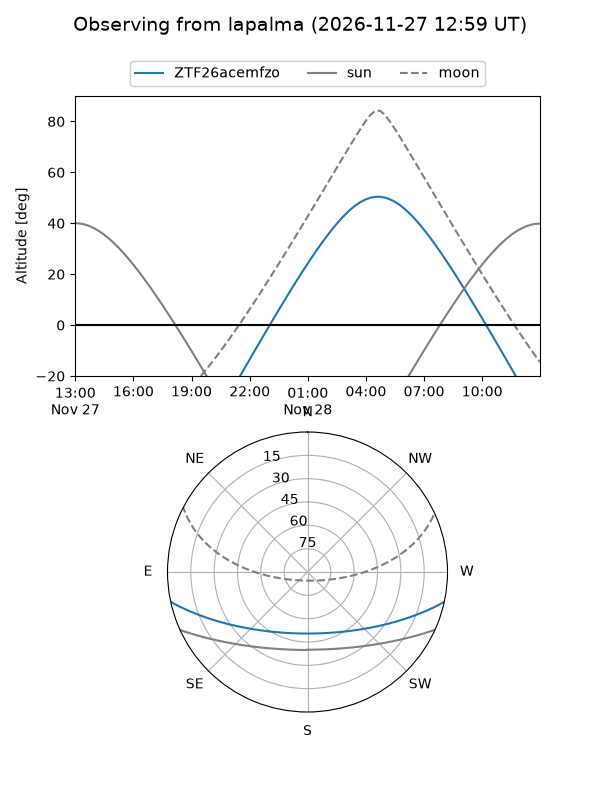 Observing from lapalma (2026-11-27 12:59 UT)
ZTF26acemfzo
sun
moon
Altitude [deg]
80
60
40
20
0
−20
13:00 16:00 19:00 22:00 01:00 04:00 07:00 10:00
Nov 27 Nov 28
N
NE NW
15
30
45
60
75
E W
SE SW
S